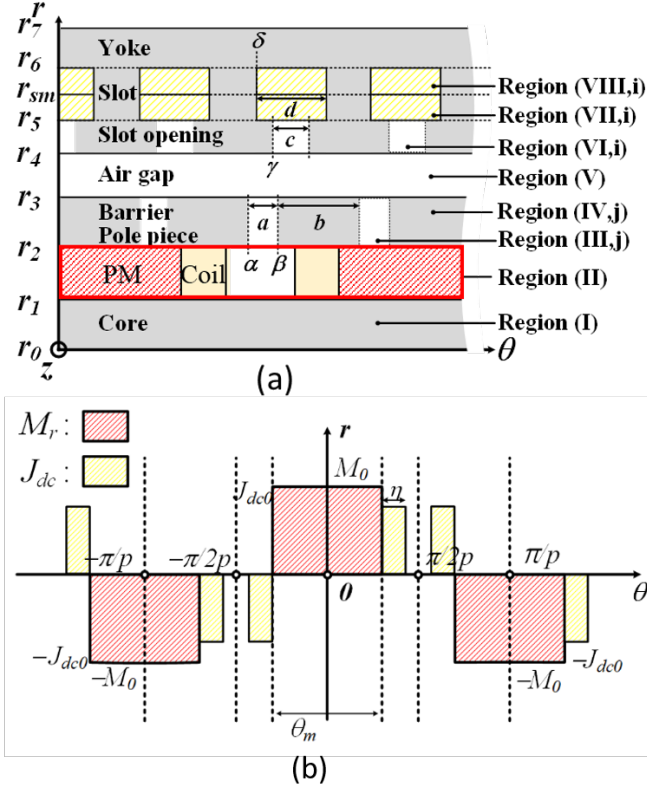 r
r7
Yoke
r6
δ
rsm
Slot
Region (VIII,i)
d
r5
Region (VII,i)
Slot opening
c
Region (VI,i)
r4
γ
Air gap
Region (V)
r3
Barrier
a
b
Region (IV,j)
Pole piece
Region (III,j)
r2
α
β
PM
Coil
Region (II)
r1
Core
Region (I)
r0
z
θ
(a)
Mr :
r
Jdc :
Jdc0
M0
η
−π/p
−π/2p
π/2p
π/p
0
θ
−Jdc0
−M0
−M0
−Jdc0
θm
(b)